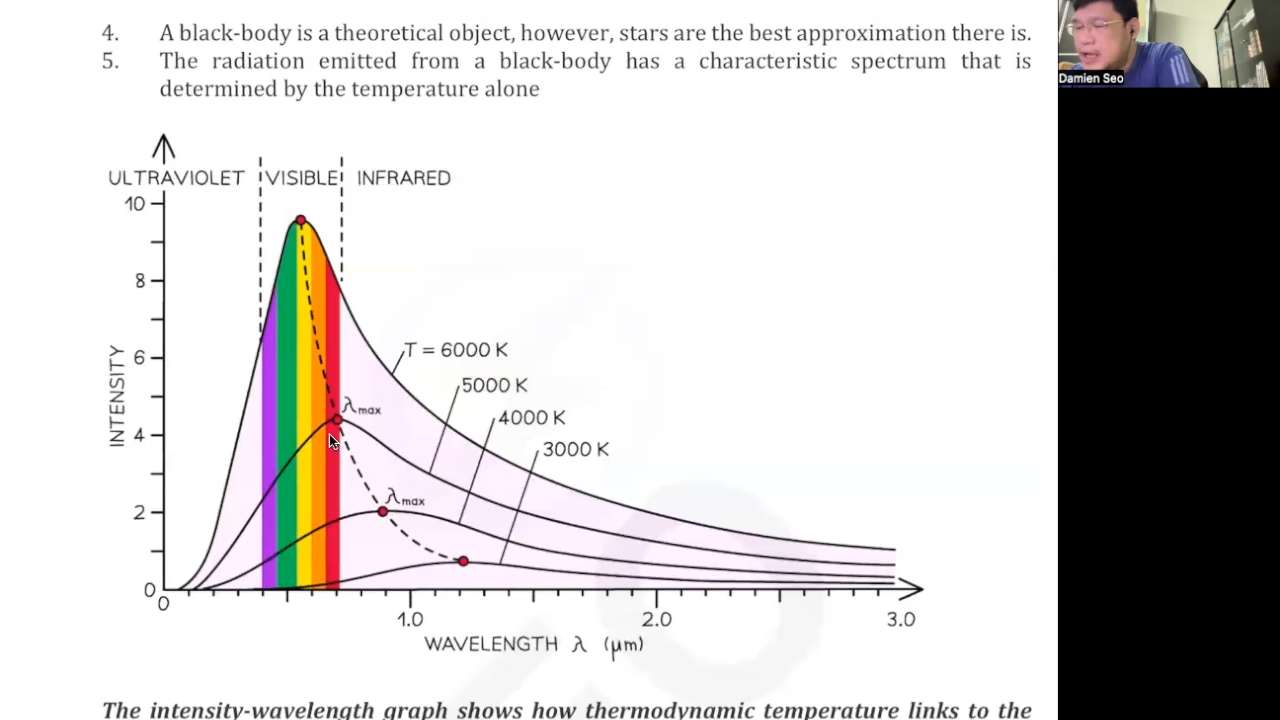 4. A black-body is a theoretical object, however, stars are the best approximation there is.
5. The radiation emitted from a black-body has a characteristic spectrum that is
determined by the temperature alone
Damien Seo
ULTRAVIOLET VISIBLE INFRARED
10
8
6
4
2
0
INTENSITY
T = 6000 K
5000 K
4000 K
3000 K
λmax
λmax
0 1.0 2.0 3.0
WAVELENGTH λ (μm)
The intensity-wavelength graph shows how thermodynamic temperature links to the